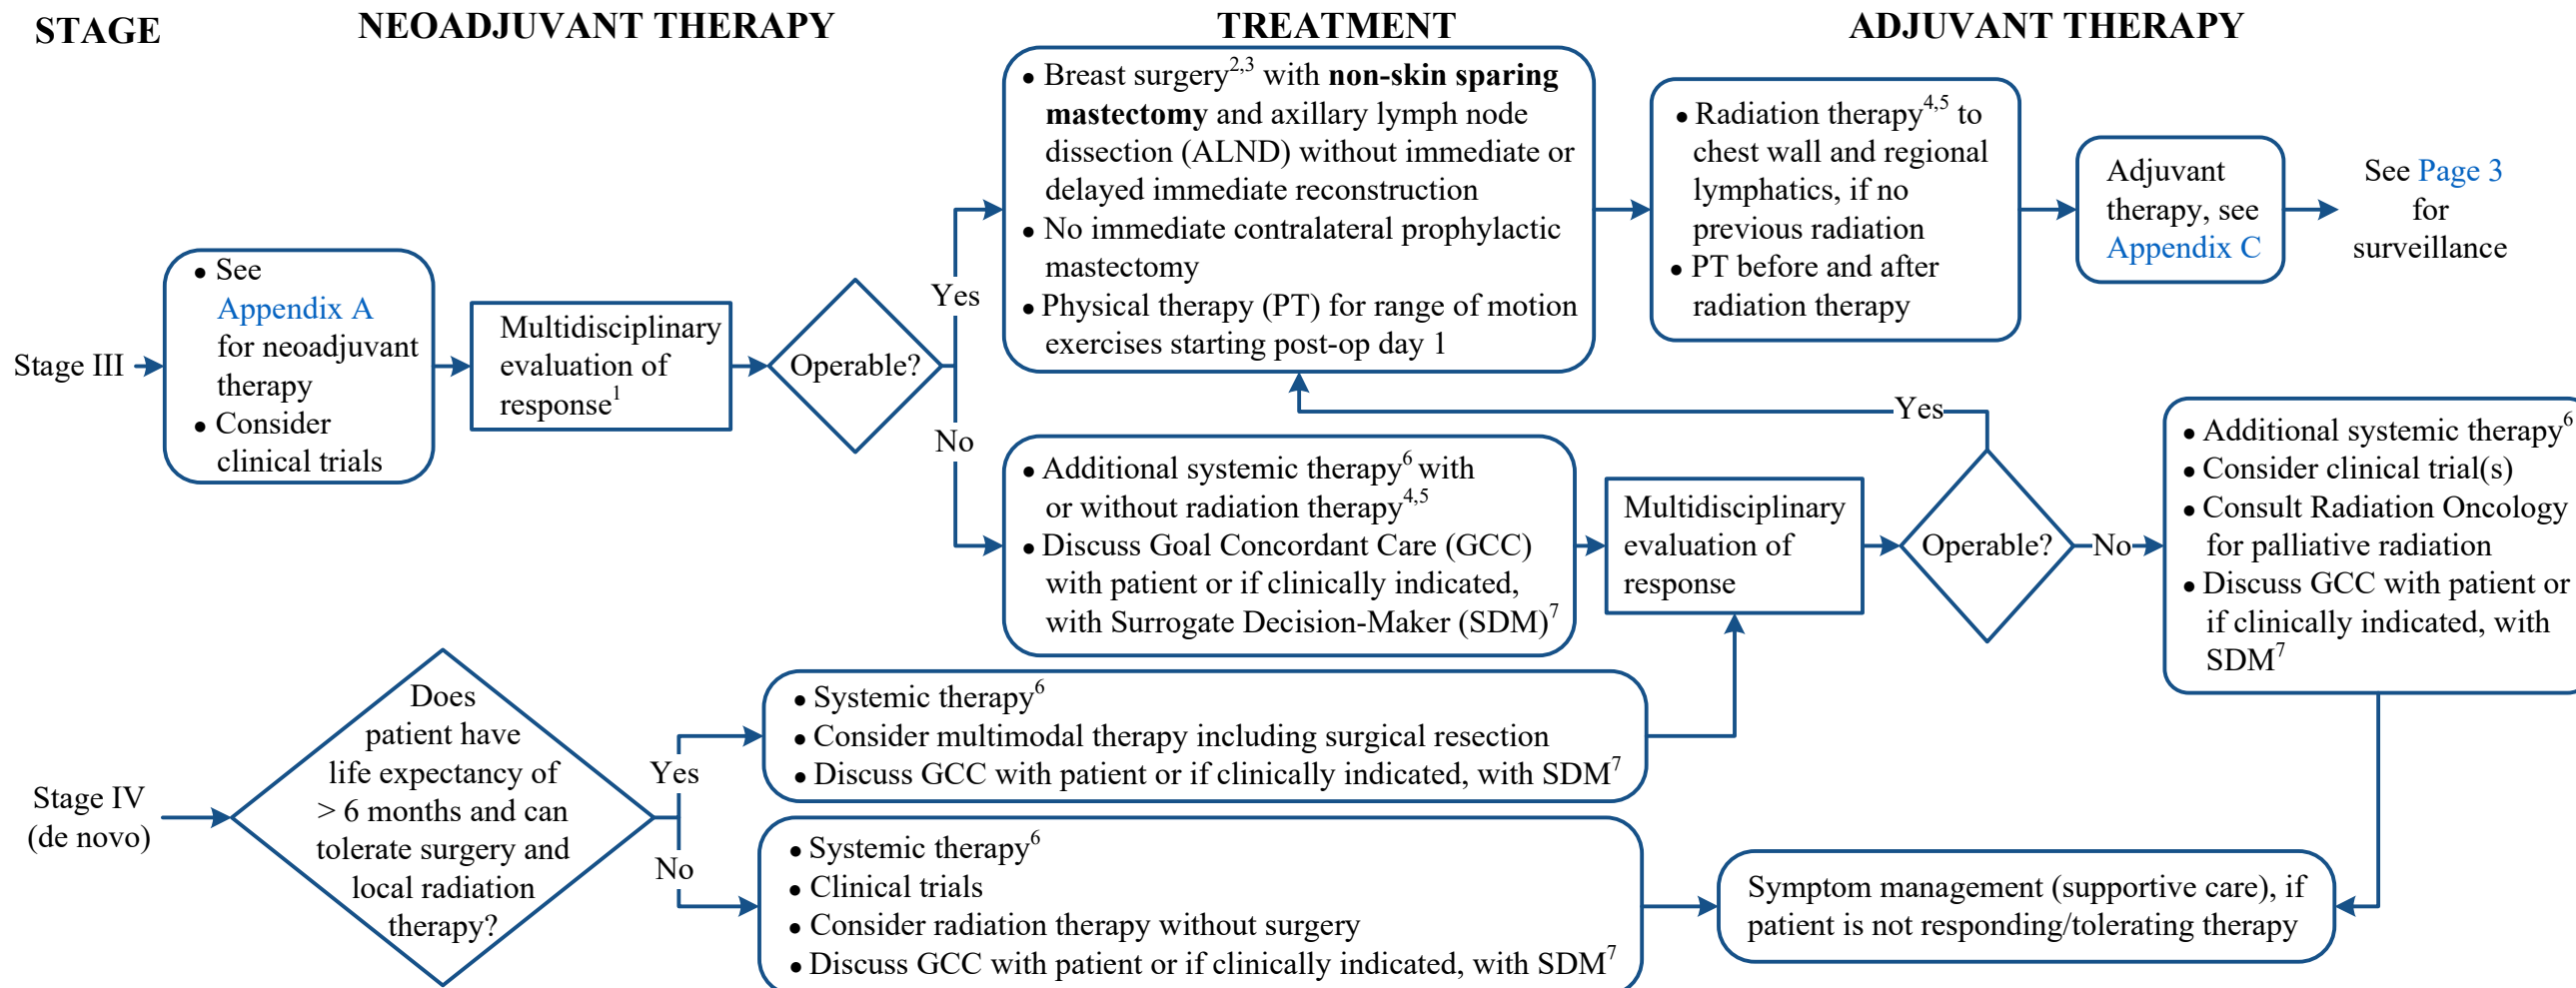 STAGE
NEOADJUVANT THERAPY
TREATMENT
ADJUVANT THERAPY
Stage III
• See
Appendix A
for neoadjuvant
therapy
• Consider
clinical trials
Multidisciplinary
evaluation of
response1
Operable?
Yes
No
• Breast surgery2,3 with non-skin sparing
mastectomy and axillary lymph node
dissection (ALND) without immediate or
delayed immediate reconstruction
• No immediate contralateral prophylactic
mastectomy
• Physical therapy (PT) for range of motion
exercises starting post-op day 1
• Radiation therapy4,5 to
chest wall and regional
lymphatics, if no
previous radiation
• PT before and after
radiation therapy
Adjuvant
therapy, see
Appendix C
See Page 3
for
surveillance
• Additional systemic therapy6 with
or without radiation therapy4,5
• Discuss Goal Concordant Care (GCC)
with patient or if clinically indicated,
with Surrogate Decision-Maker (SDM)7
Multidisciplinary
evaluation of
response
Operable?
Yes
No
• Additional systemic therapy6
• Consider clinical trial(s)
• Consult Radiation Oncology
for palliative radiation
• Discuss GCC with patient or
if clinically indicated, with
SDM7
Stage IV
(de novo)
Does
patient have
life expectancy of
> 6 months and can
tolerate surgery and
local radiation
therapy?
Yes
No
• Systemic therapy6
• Consider multimodal therapy including surgical resection
• Discuss GCC with patient or if clinically indicated, with SDM7
• Systemic therapy6
• Clinical trials
• Consider radiation therapy without surgery
• Discuss GCC with patient or if clinically indicated, with SDM7
Symptom management (supportive care), if
patient is not responding/tolerating therapy